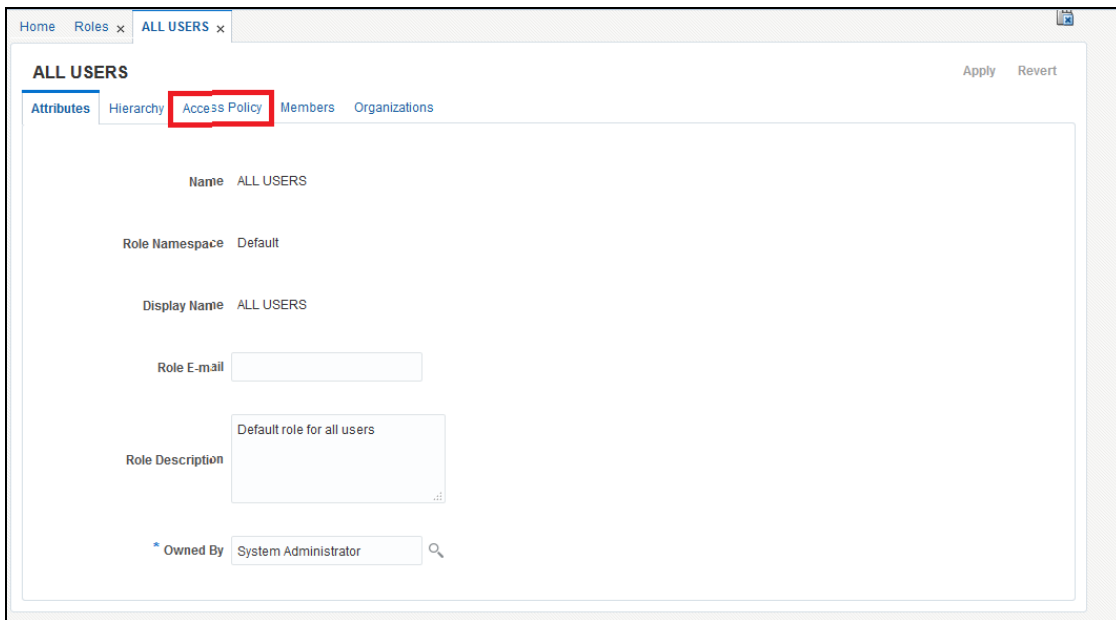 Home Roles x ALL USERS x
ALL USERS Apply Revert
Attributes Hierarchy Access Policy Members Organizations
Name ALL USERS
Role Namespace Default
Display Name ALL USERS
Role E-mail
Default role for all users
Role Description
* Owned By System Administrator